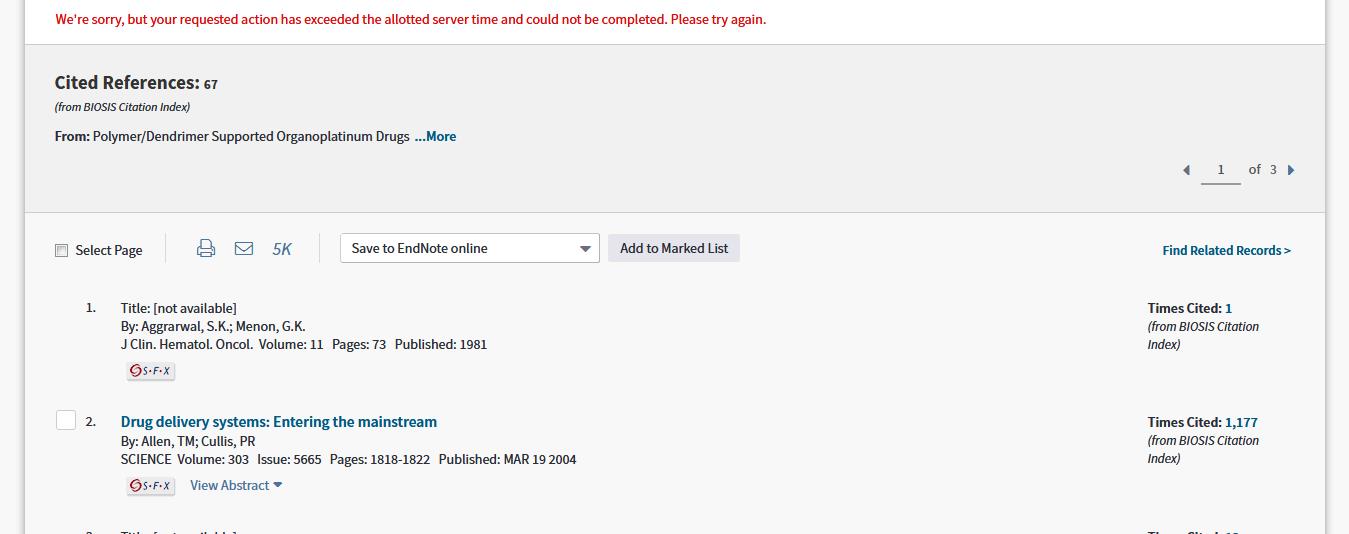 We're sorry, but your requested action has exceeded the allotted server time and could not be completed. Please try again.
Cited References: 67
(from BIOSIS Citation Index)
From: Polymer/Dendrimer Supported Organoplatinum Drugs ...More
1 of 3
Select Page
5K
Save to EndNote online
Add to Marked List
Find Related Records >
1. Title: [not available]
By: Aggrarwal, S.K.; Menon, G.K.
J Clin. Hematol. Oncol. Volume: 11 Pages: 73 Published: 1981
S·F·X
Times Cited: 1
(from BIOSIS Citation
Index)
2. Drug delivery systems: Entering the mainstream
By: Allen, TM; Cullis, PR
SCIENCE Volume: 303 Issue: 5665 Pages: 1818-1822 Published: MAR 19 2004
S·F·X View Abstract
Times Cited: 1,177
(from BIOSIS Citation
Index)